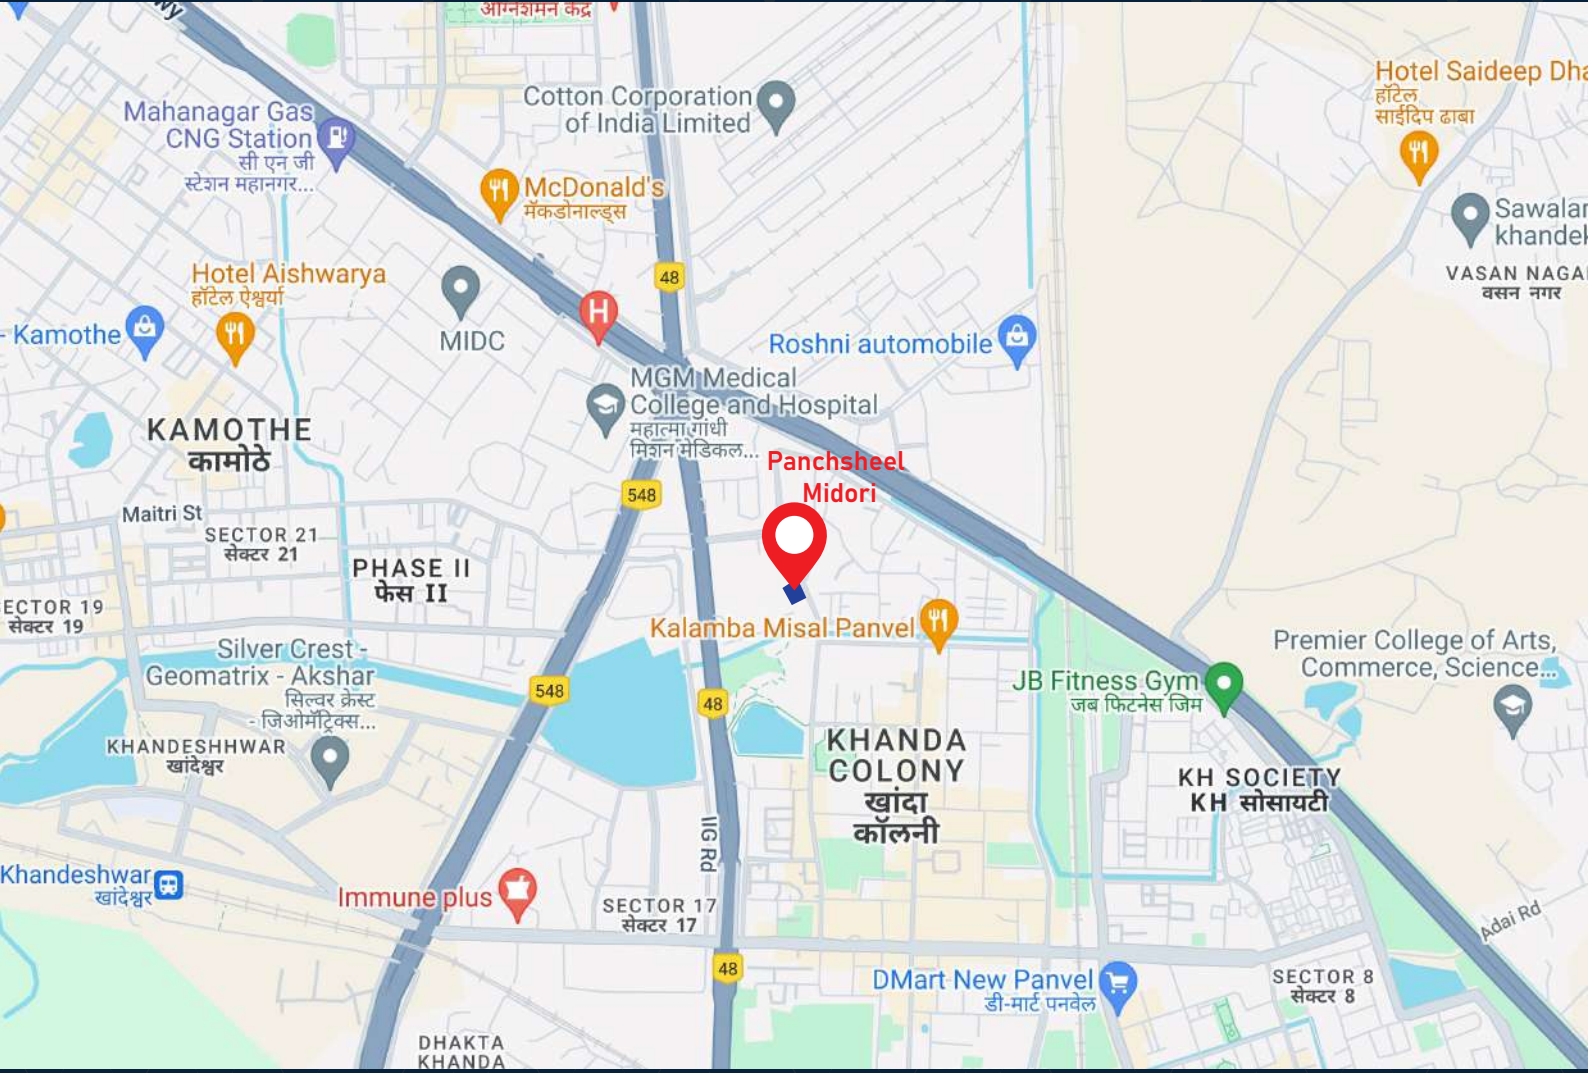 wy
अग्निशमन केंद्र
Cotton Corporation
of India Limited
Hotel Saideep Dha
हॉटेल
साईदिप ढाबा
Mahanagar Gas
CNG Station
सी एन जी
स्टेशन महानगर...
McDonald's
मॅकडोनाल्ड्स
Sawalar
khandek
VASAN NAGA
वसन नगर
Hotel Aishwarya
हॉटेल ऐश्वर्या
48
H
MIDC
- Kamothe
Roshni automobile
MGM Medical
College and Hospital
महात्मा गांधी
मिशन मेडिकल...
KAMOTHE
कामोठे
Panchsheel
Midori
548
Maitri St
SECTOR 21
सेक्टर 21
PHASE II
फेस II
ECTOR 19
सेक्टर 19
Kalamba Misal Panvel
Silver Crest -
Geomatrix - Akshar
सिल्वर क्रेस्ट
- जिओमॅट्रिक्स...
Premier College of Arts,
Commerce, Science...
JB Fitness Gym
जब फिटनेस जिम
548
48
KHANDESHHWAR
खांदेश्वर
KHANDA
COLONY
खांदा
कॉलनी
KH SOCIETY
KH सोसायटी
JIG Rd
Khandeshwar
खांदेश्वर
Immune plus
SECTOR 17
सेक्टर 17
Adai Rd
48
DMart New Panvel
डी-मार्ट पनवेल
SECTOR 8
सेक्टर 8
DHAKTA
KHANDA